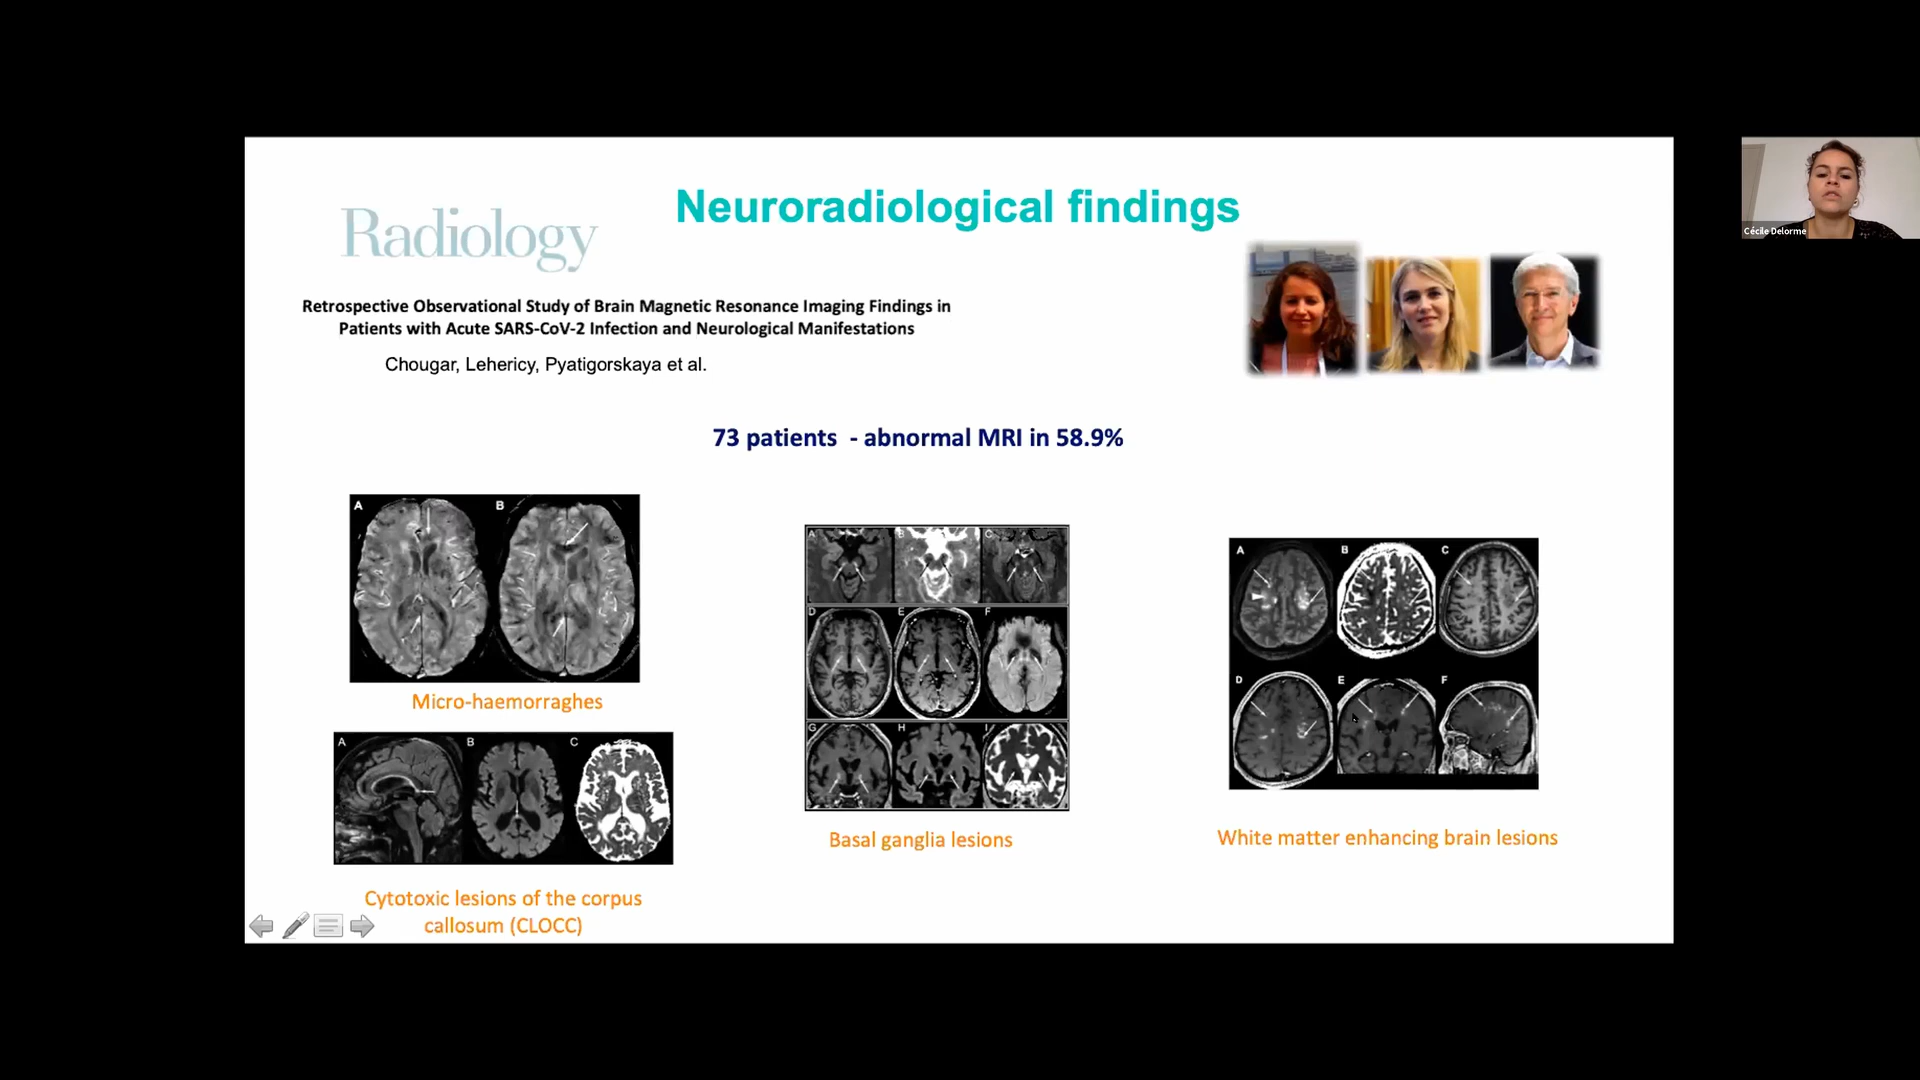 Neuroradiological findings
Radiology
Cécile Delorme
Retrospective Observational Study of Brain Magnetic Resonance Imaging Findings in
Patients with Acute SARS-CoV-2 Infection and Neurological Manifestations
Chougar, Lehericy, Pyatigorskaya et al.
73 patients - abnormal MRI in 58.9%
A B
Micro-haemorraghes
A B C
Cytotoxic lesions of the corpus
callosum (CLOCC)
A B C
D E F
G H I
Basal ganglia lesions
A B C
D E F
White matter enhancing brain lesions